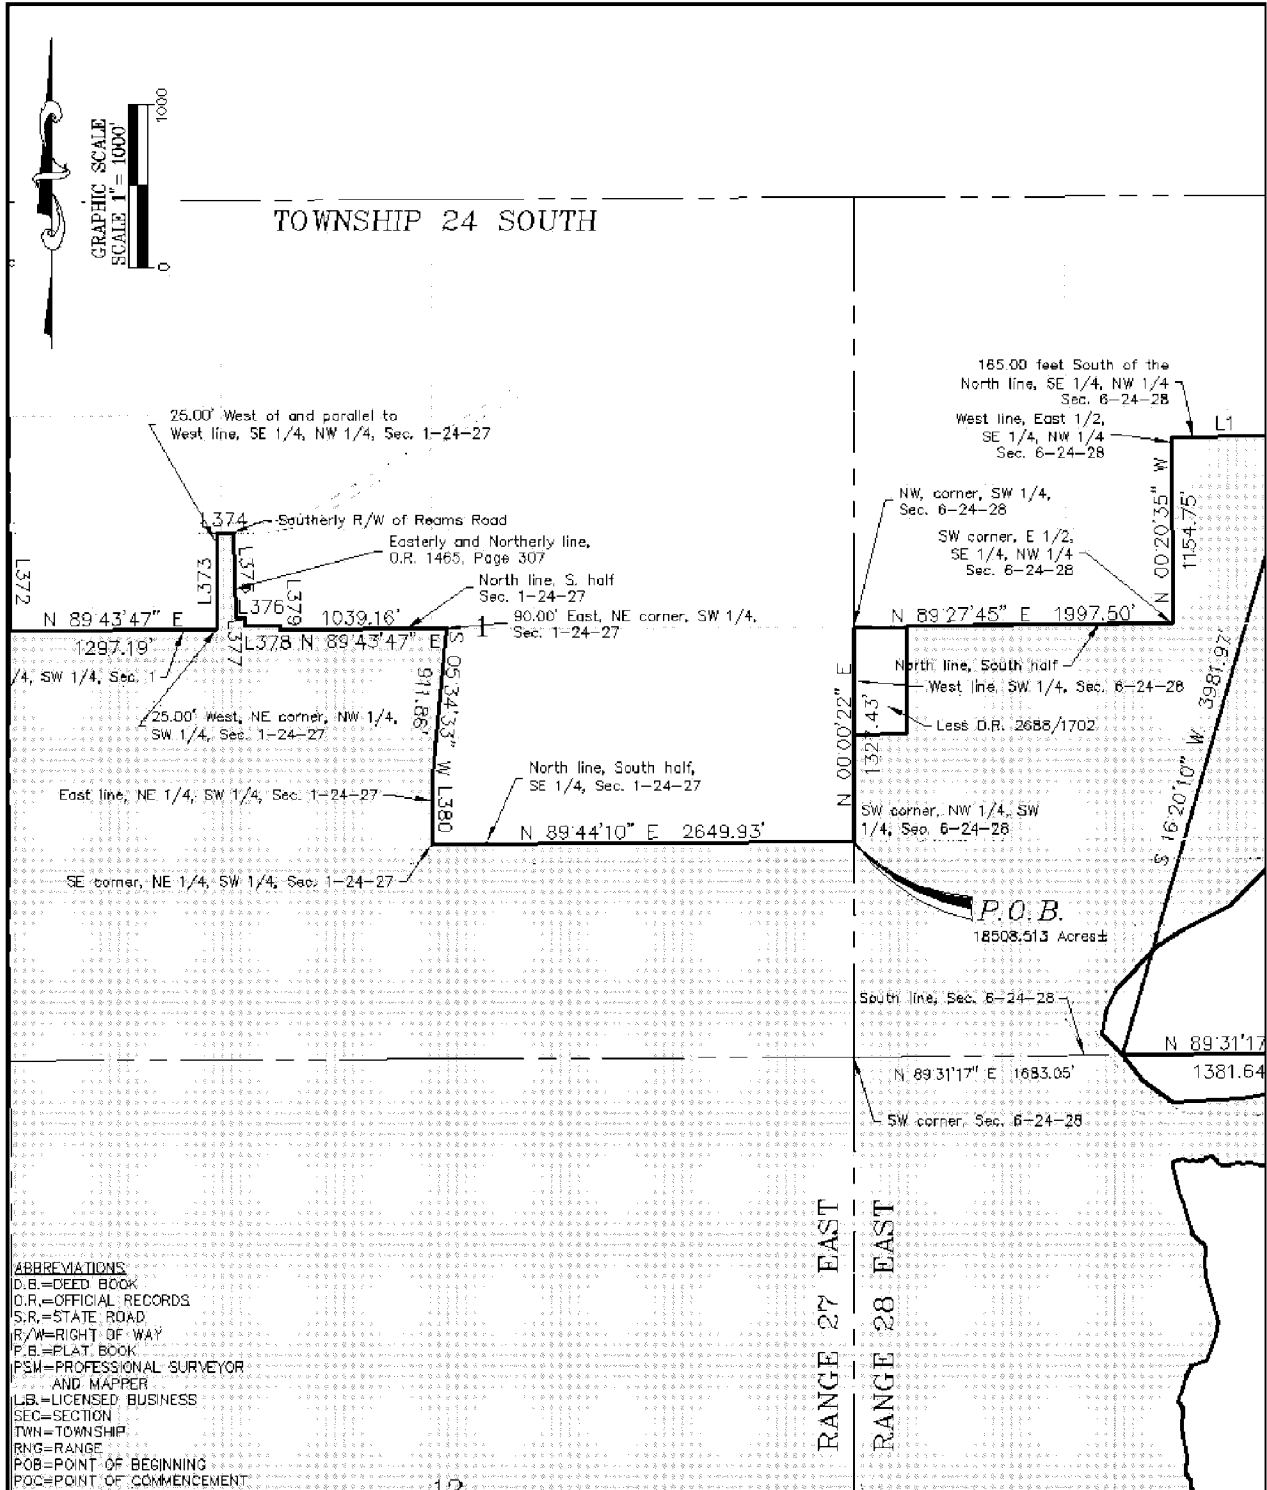 GRAPHIC SCALE
SCALE 1"= 1000'
0
1000
TOWNSHIP 24 SOUTH
165.00 feet South of the
North line, SE 1/4, NW 1/4
Sec. 6-24-28
West line, East 1/2,
SE 1/4, NW 1/4
Sec. 6-24-28
L1
N 00°20'35" W
1154.75'
25.00' West of and parallel to
West line, SE 1/4, NW 1/4, Sec. 1-24-27
NW, corner, SW 1/4,
Sec. 6-24-28
SW corner, E 1/2,
SE 1/4, NW 1/4
Sec. 6-24-28
L374
Southerly R/W of Reams Road
Easterly and Northerly line,
O.R. 1465, Page 307
L372
L373
L375
L376
L379
North line, S. half
Sec. 1-24-27
90.00' East, NE corner, SW 1/4,
Sec. 1-24-27
1
N 89°43'47" E
1297.19'
1039.16'
L377
L378 N 89°43'47" E
N 89°27'45" E 1997.50'
/4, SW 1/4, Sec. 1
25.00' West, NE corner, NW 1/4,
SW 1/4, Sec. 1-24-27
S 05°34'33" W
911.86'
L380
North line, South half
West line, SW 1/4, Sec. 6-24-28
Less O.R. 2688/1702
N 00°00'22" E
S 16°20'10" W 3981.97'
East line, NE 1/4, SW 1/4, Sec. 1-24-27
North line, South half,
SE 1/4, Sec. 1-24-27
N 89°44'10" E 2649.93'
SW corner, NW 1/4, SW
1/4, Sec. 6-24-28
SE corner, NE 1/4, SW 1/4, Sec. 1-24-27
P.O.B.
18508.513 Acres±
South line, Sec. 6-24-28
N 89°31'17
1381.64
N 89°31'17" E 1683.05'
SW corner, Sec. 6-24-28
RANGE 27 EAST
RANGE 28 EAST
ABBREVIATIONS
D.B.=DEED BOOK
O.R.=OFFICIAL RECORDS
S.R.=STATE ROAD
R/W=RIGHT OF WAY
P.B.=PLAT BOOK
PSM=PROFESSIONAL SURVEYOR
AND MAPPER
L.B.=LICENSED BUSINESS
SEC=SECTION
TWN=TOWNSHIP
RNG=RANGE
POB=POINT OF BEGINNING
POC=POINT OF COMMENCEMENT
12